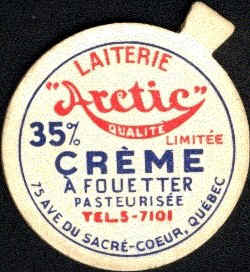 LAITERIE
"Arctic"
QUALITÉ
35% LIMITÉE
CRÈME
À FOUETTER
PASTEURISÉE
TEL.5-7101
75 AVE DU SACRÉ-COEUR, QUÉBEC